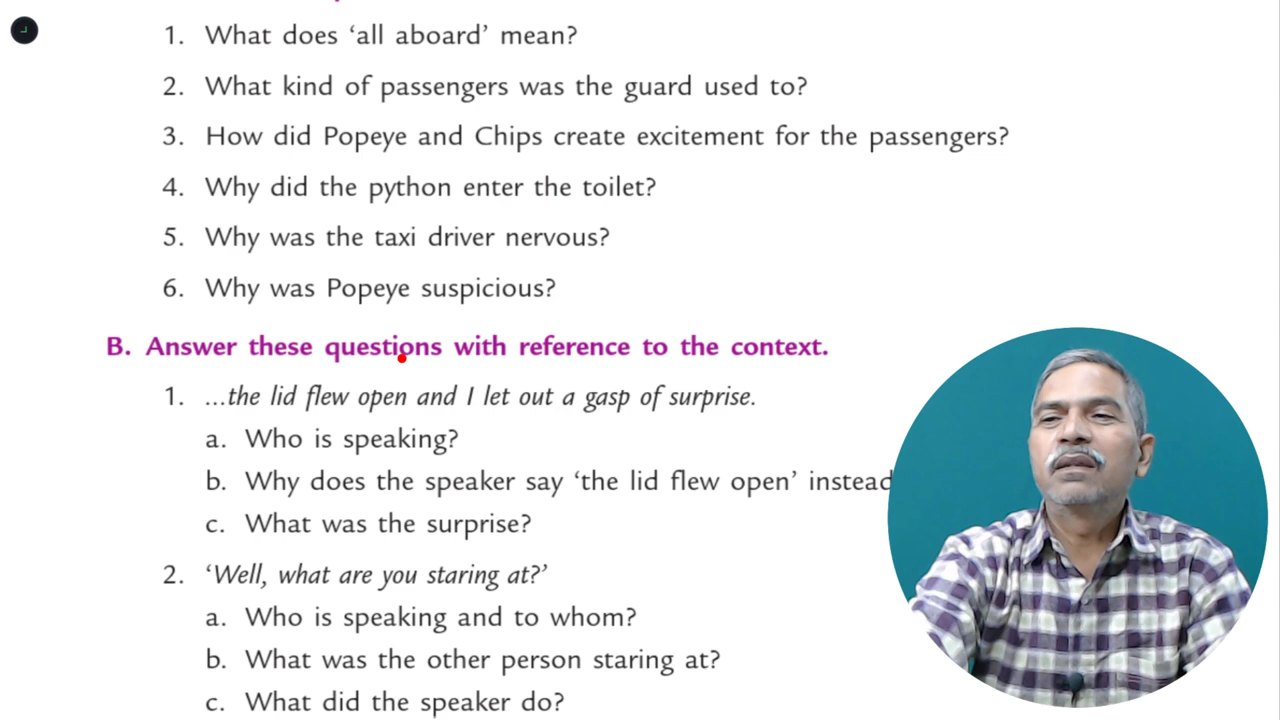 1. What does ‘all aboard’ mean?
2. What kind of passengers was the guard used to?
3. How did Popeye and Chips create excitement for the passengers?
4. Why did the python enter the toilet?
5. Why was the taxi driver nervous?
6. Why was Popeye suspicious?
B. Answer these questions with reference to the context.
1. ...the lid flew open and I let out a gasp of surprise.
a. Who is speaking?
b. Why does the speaker say ‘the lid flew open’ instead
c. What was the surprise?
2. ‘Well, what are you staring at?’
a. Who is speaking and to whom?
b. What was the other person staring at?
c. What did the speaker do?